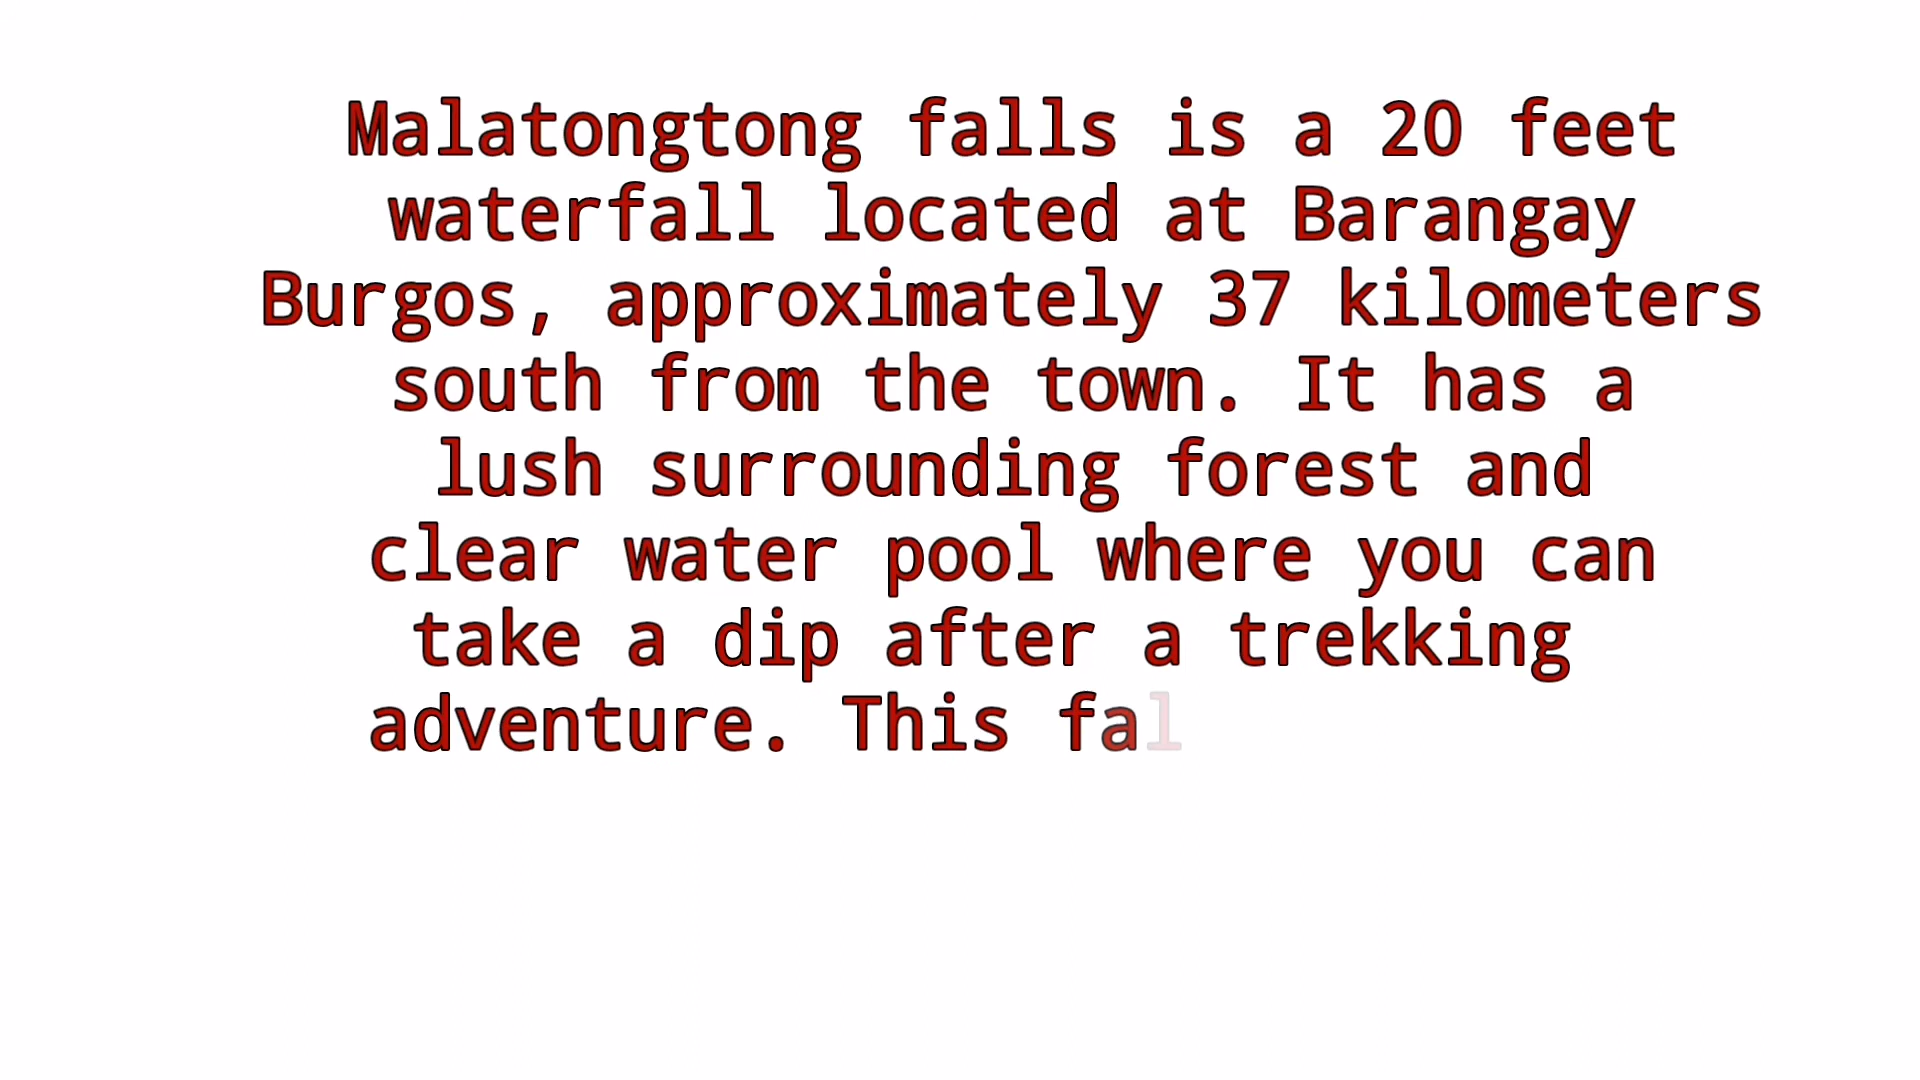 Malatongtong falls is a 20 feet
waterfall located at Barangay
Burgos, approximately 37 kilometers
south from the town. It has a
lush surrounding forest and
clear water pool where you can
take a dip after a trekking
adventure. This fal